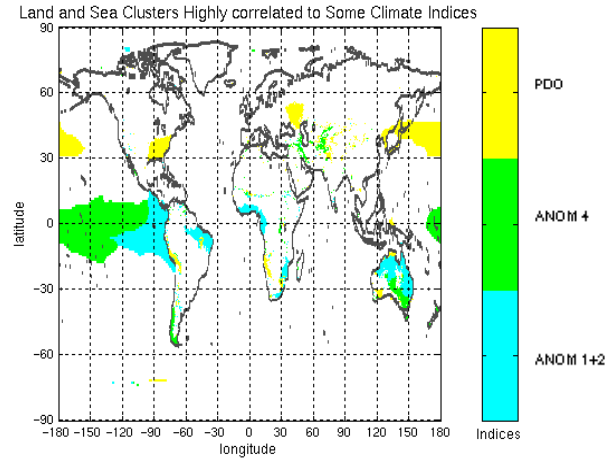 Land and Sea Clusters Highly correlated to Some Climate Indices
90
60
30
0
-30
-60
-90
latitude
-180 -150 -120 -90 -60 -30 0 30 60 90 120 150 180
longitude
PDO
ANOM 4
ANOM 1+2
Indices